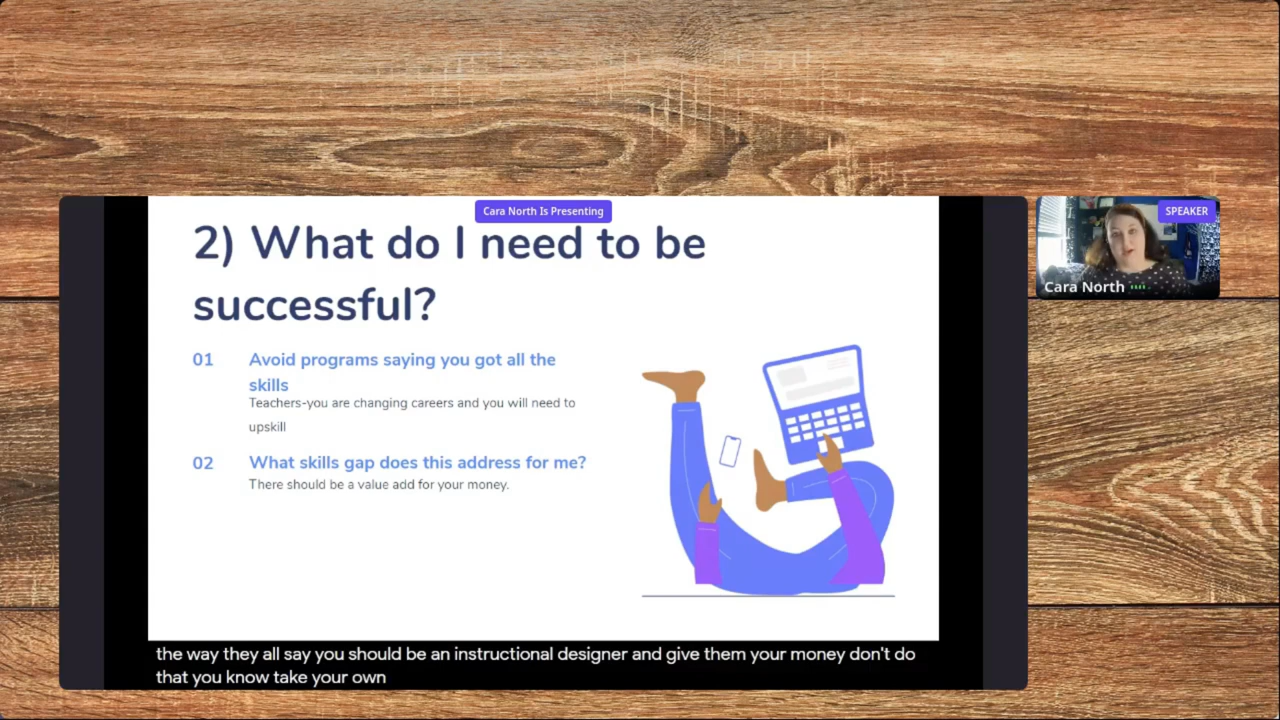 Cara North Is Presenting
2) What do I need to be
successful?
01
Avoid programs saying you got all the
skills
Teachers-you are changing careers and you will need to
upskill
02
What skills gap does this address for me?
There should be a value add for your money.
the way they all say you should be an instructional designer and give them your money don't do
that you know take your own
SPEAKER
Cara North